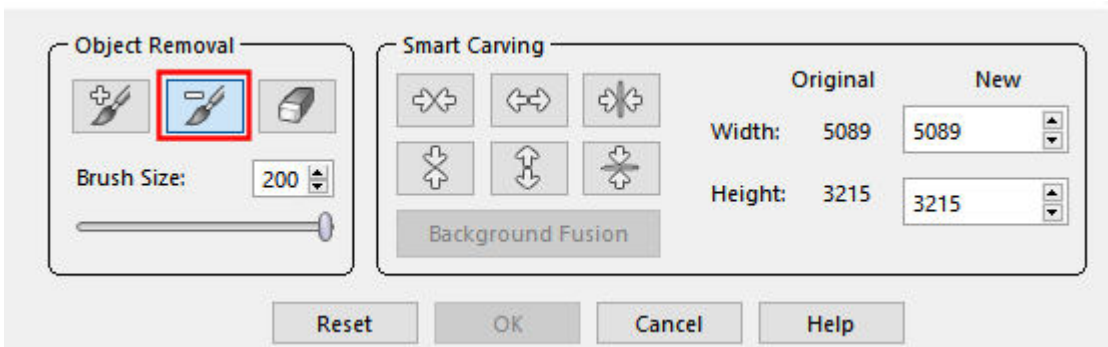 Object Removal
Brush Size: 200
Smart Carving
Original New
Width: 5089 5089
Height: 3215 3215
Background Fusion
Reset OK Cancel Help